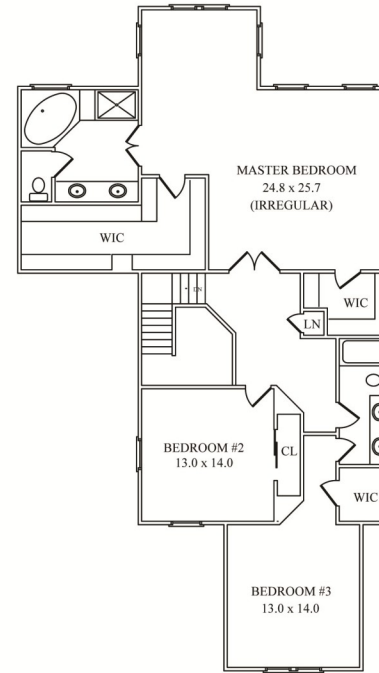 MASTER BEDROOM
24.8 x 25.7
(IRREGULAR)
WIC
DN
WIC
LN
BEDROOM #2
13.0 x 14.0
CL
WIC
BEDROOM #3
13.0 x 14.0